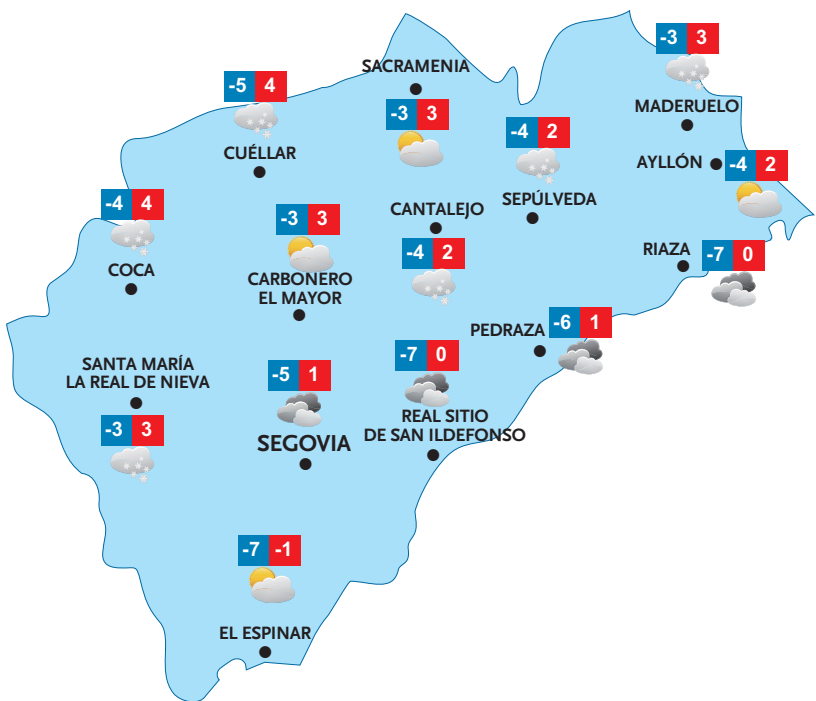 -3 3
MADERUELO
SACRAMENIA
-3 3
-5 4
CUÉLLAR
-4 2
SEPÚLVEDA
AYLLÓN
-4 2
-4 4
COCA
-3 3
CARBONERO
EL MAYOR
CANTALEJO
-4 2
RIAZA
-7 0
PEDRAZA
-6 1
SANTA MARÍA
LA REAL DE NIEVA
-3 3
-5 1
SEGOVIA
-7 0
REAL SITIO
DE SAN ILDEFONSO
-7 -1
EL ESPINAR